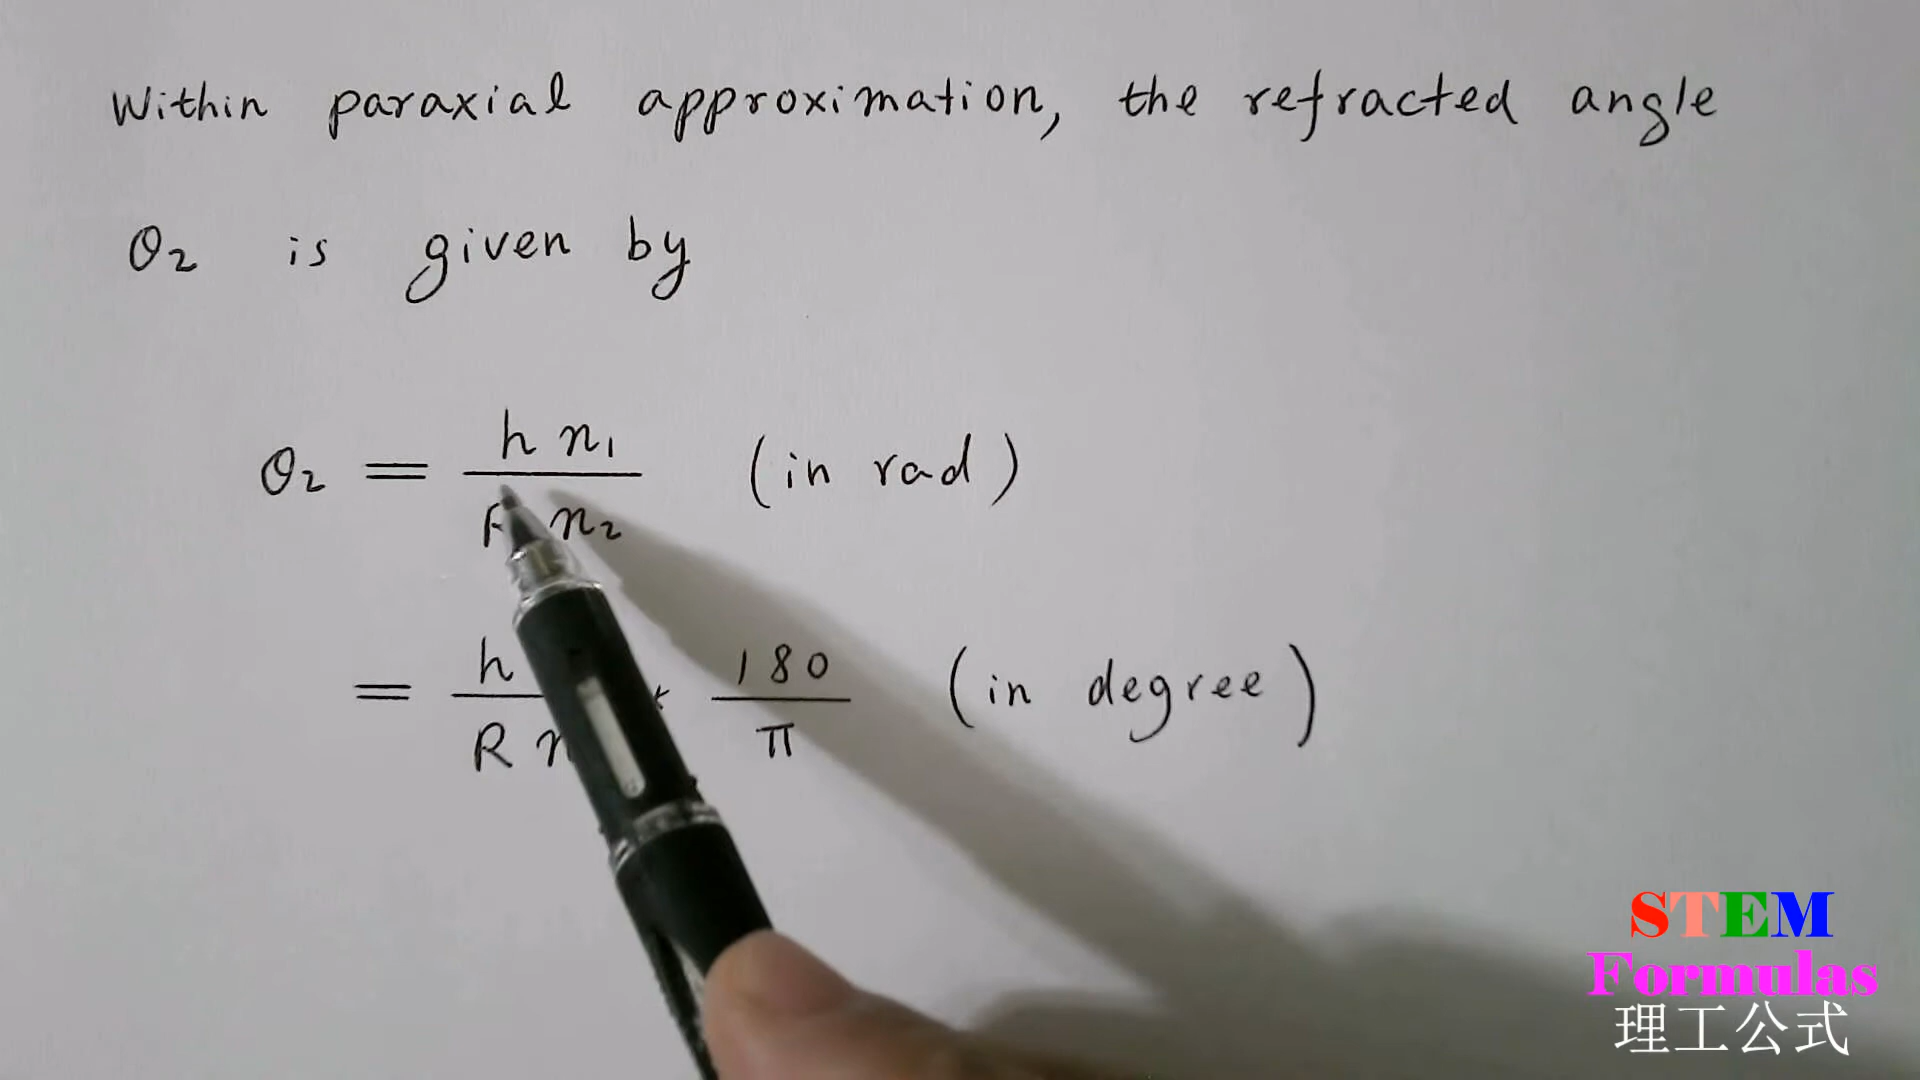 Within paraxial approximation, the refracted angle
θ2 is given by
θ2 = h n1 / n2 (in rad)
= h / R * 180 / π (in degree)
STEM
Formulas
理工公式